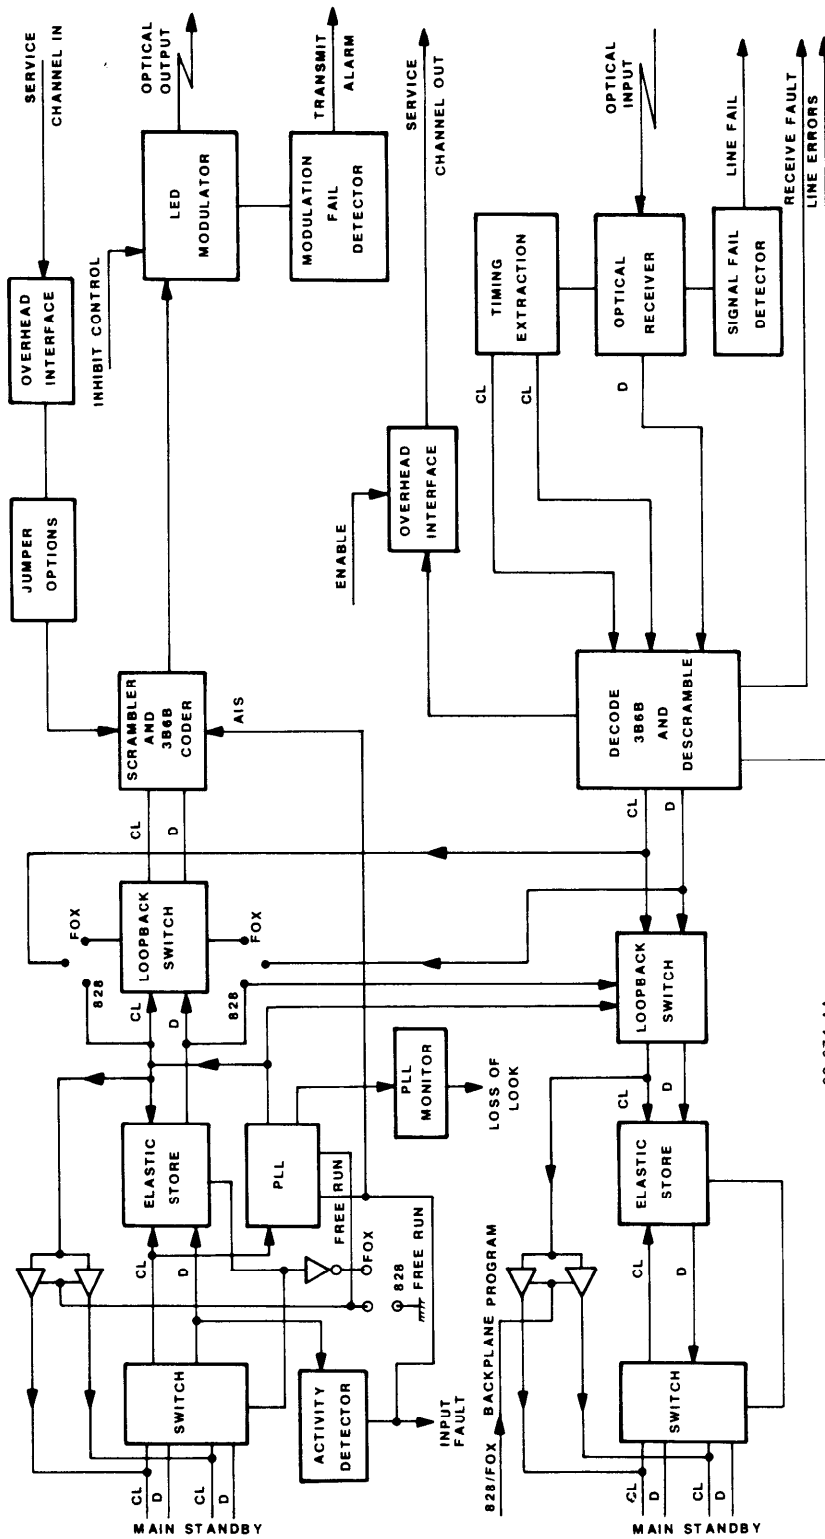 SERVICE
CHANNEL IN
OVERHEAD
INTERFACE
JUMPER
OPTIONS
OPTICAL
OUTPUT
INHIBIT CONTROL
LED
MODULATOR
TRANSMIT
ALARM
MODULATION
FAIL
DETECTOR
SCRAMBLER
AND
3B6B
CODER
AIS
CL
D
FOX
LOOPBACK
SWITCH
FOX
828
828
CL
D
ELASTIC
STORE
PLL
FREE RUN
PLL
MONITOR
LOSS OF
LOOK
CL
D
FOX
828
FREE RUN
SWITCH
ACTIVITY
DETECTOR
INPUT
FAULT
CL
D
CL
D
MAIN STANDBY
SERVICE
CHANNEL OUT
ENABLE
OVERHEAD
INTERFACE
TIMING
EXTRACTION
CL
CL
OPTICAL
INPUT
OPTICAL
RECEIVER
D
LINE FAIL
SIGNAL FAIL
DETECTOR
RECEIVE FAULT
LINE ERRORS
DECODE
3B6B
AND
DESCRAMBLE
CL
D
LOOPBACK
SWITCH
CL
D
ELASTIC
STORE
CL
D
828/FOX BACKPLANE PROGRAM
SWITCH
CL
D
CL
D
MAIN STANDBY